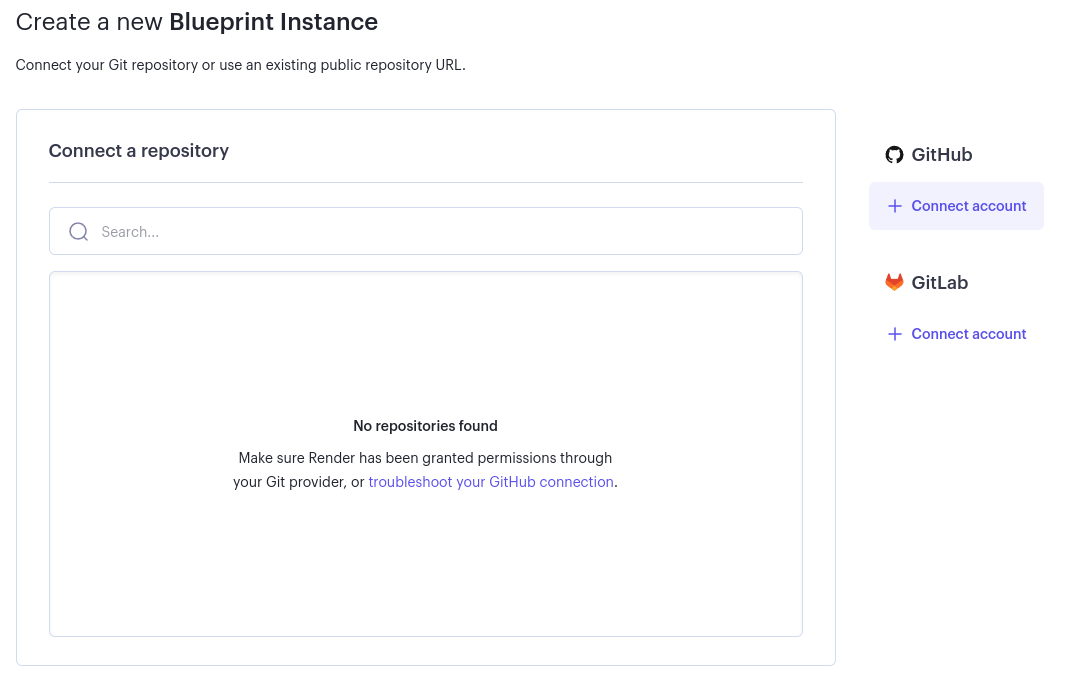 Create a new Blueprint Instance
Connect your Git repository or use an existing public repository URL.
Connect a repository
Search...
No repositories found
Make sure Render has been granted permissions through
your Git provider, or troubleshoot your GitHub connection.
GitHub
Connect account
GitLab
Connect account